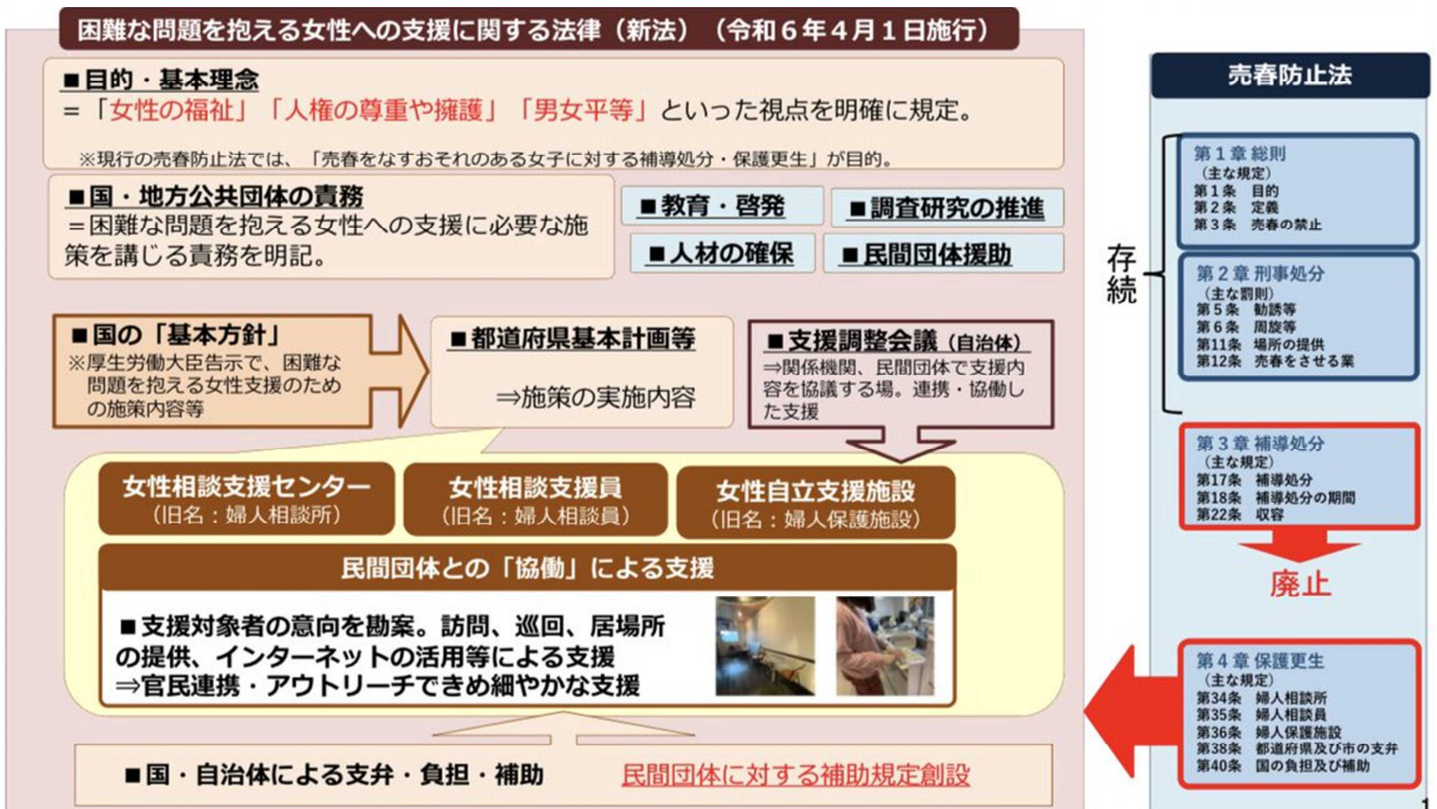 困難な問題を抱える女性への支援に関する法律（新法）（令和６年４月１日施行）
■目的・基本理念
＝「女性の福祉」「人権の尊重や擁護」「男女平等」といった視点を明確に規定。
※現行の売春防止法では、「売春をなすおそれのある女子に対する補導処分・保護更生」が目的。
■国・地方公共団体の責務
＝困難な問題を抱える女性への支援に必要な施
策を講じる責務を明記。
■教育・啓発
■調査研究の推進
■人材の確保
■民間団体援助
■国の「基本方針」
※厚生労働大臣告示で、困難な
問題を抱える女性支援のため
の施策内容等
■都道府県基本計画等
⇒施策の実施内容
■支援調整会議（自治体）
⇒関係機関、民間団体で支援内
容を協議する場。連携・協働し
た支援
女性相談支援センター
（旧名：婦人相談所）
女性相談支援員
（旧名：婦人相談員）
女性自立支援施設
（旧名：婦人保護施設）
民間団体との「協働」による支援
■支援対象者の意向を勘案。訪問、巡回、居場所
の提供、インターネットの活用等による支援
⇒官民連携・アウトリーチできめ細やかな支援
■国・自治体による支弁・負担・補助　民間団体に対する補助規定創設
売春防止法
存続
第１章 総則
（主な規定）
第１条　目的
第２条　定義
第３条　売春の禁止
第２章 刑事処分
（主な罰則）
第５条　勧誘等
第６条　周旋等
第11条　場所の提供
第12条　売春をさせる業
第３章 補導処分
（主な規定）
第17条　補導処分
第18条　補導処分の期間
第22条　収容
廃止
第４章 保護更生
（主な規定）
第34条　婦人相談所
第35条　婦人相談員
第36条　婦人保護施設
第38条　都道府県及び市の支弁
第40条　国の負担及び補助
1